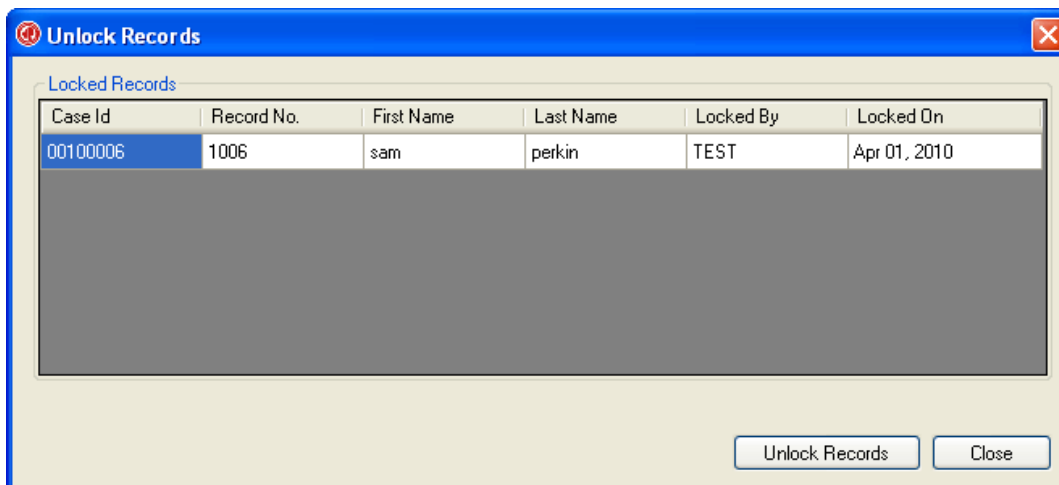 Unlock Records
Locked Records
Case Id Record No. First Name Last Name Locked By Locked On
00100006 1006 sam perkin TEST Apr 01, 2010
Unlock Records Close